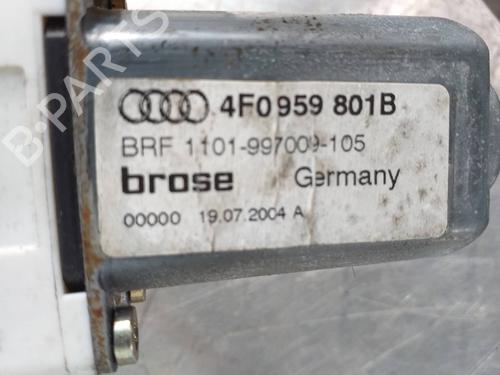 4F0 959 801B
BRF 1101-997009-105
brose Germany
00000 19.07.2004 A
B-PARTS